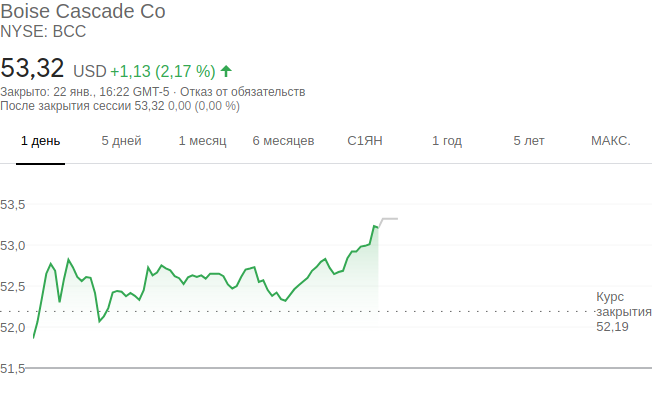 Boise Cascade Co
NYSE: BCC
53,32 USD +1,13 (2,17 %)
Закрыто: 22 янв., 16:22 GMT-5 · Отказ от обязательств
После закрытия сессии 53,32 0,00 (0,00 %)
1 день 5 дней 1 месяц 6 месяцев С1ЯН 1 год 5 лет МАКС.
53,5
53,0
52,5
52,0
51,5
Курс
закрытия
52,19